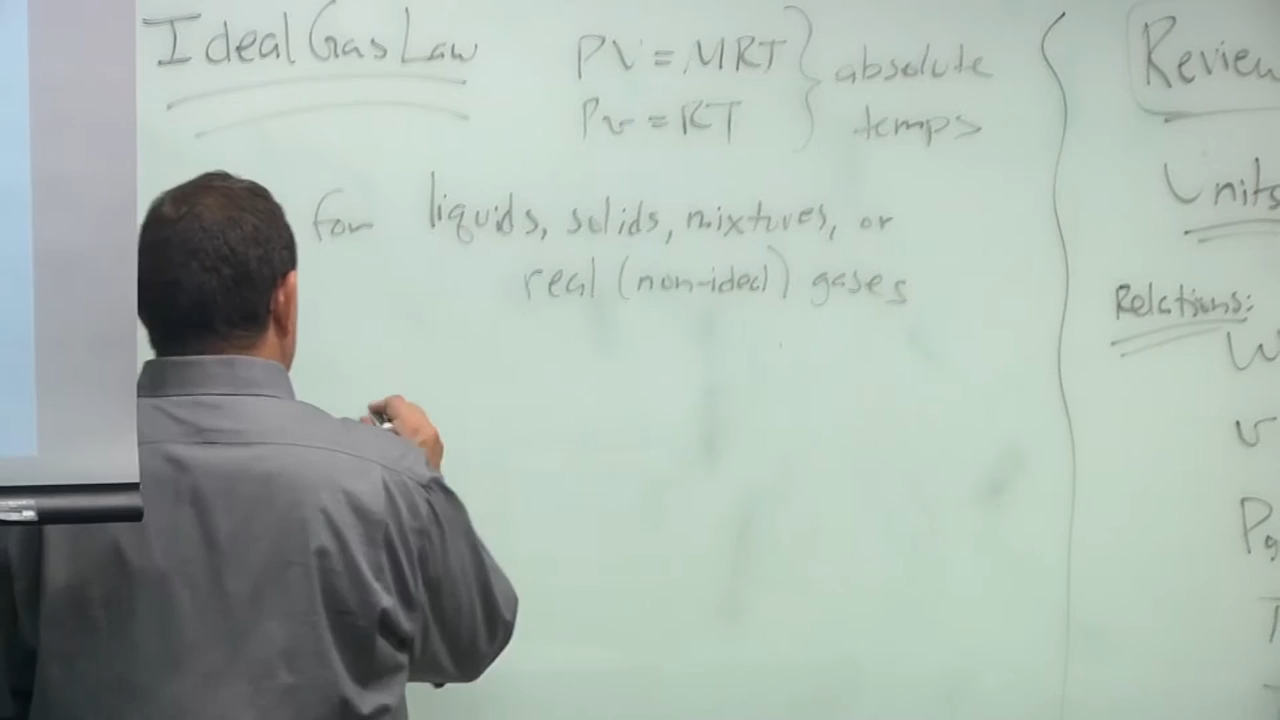 Ideal Gas Law
PV = MRT } absolute
Pv = RT temps
for liquids, solids, mixtures, or
real (non-ideal) gases
Review
Units
Relations:
W
v
Pg